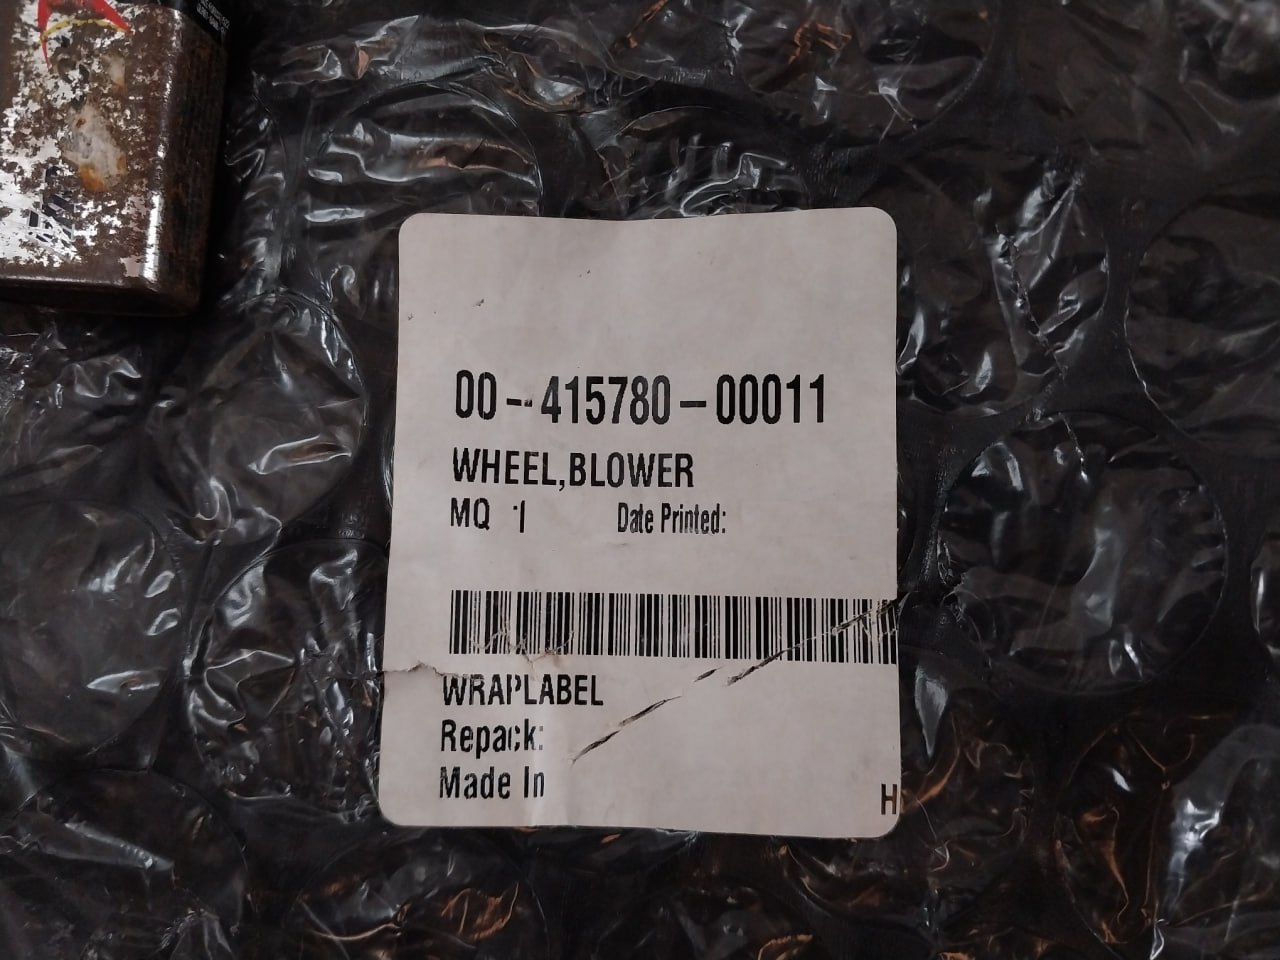 00-415780-00011
WHEEL,BLOWER
MQ 1 Date Printed:
WRAPLABEL
Repack:
Made In
H